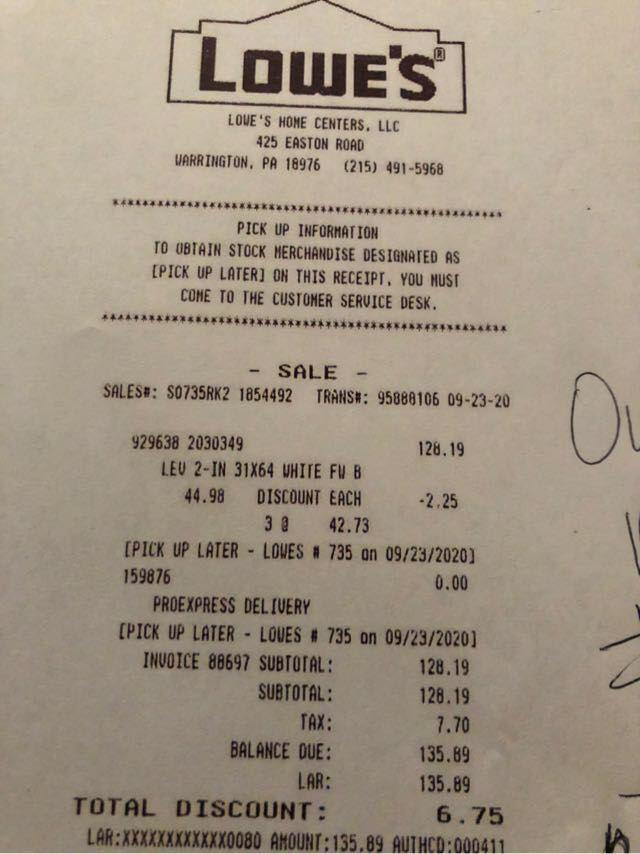 LOWE'S®
LOWE'S HOME CENTERS, LLC
425 EASTON ROAD
WARRINGTON, PA 18976 (215) 491-5968
****************************************************
PICK UP INFORMATION
TO OBTAIN STOCK MERCHANDISE DESIGNATED AS
[PICK UP LATER] ON THIS RECEIPT, YOU MUST
COME TO THE CUSTOMER SERVICE DESK.
****************************************************
- SALE -
SALES#: S0735RK2 1854492 TRANS#: 95888106 09-23-20
929638 2030349 128.19
LEV 2-IN 31X64 WHITE FW B
44.98 DISCOUNT EACH -2.25
3 @ 42.73
[PICK UP LATER - LOWES # 735 on 09/23/2020]
159876 0.00
PROEXPRESS DELIVERY
[PICK UP LATER - LOWES # 735 on 09/23/2020]
INVOICE 88697 SUBTOTAL: 128.19
SUBTOTAL: 128.19
TAX: 7.70
BALANCE DUE: 135.89
LAR: 135.89
TOTAL DISCOUNT: 6.75
LAR:XXXXXXXXXXXX0080 AMOUNT:135.89 AUTHCD:000411